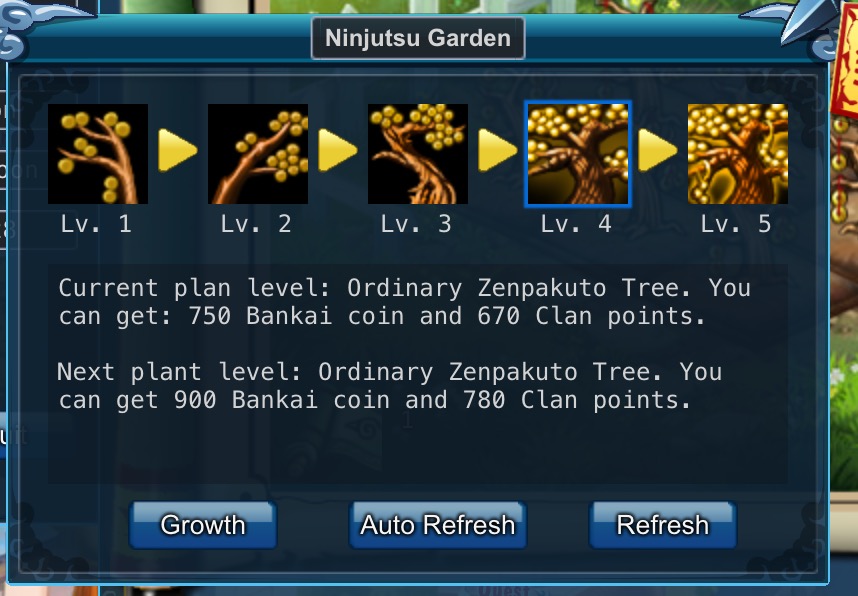 Ninjutsu Garden
Lv. 1
Lv. 2
Lv. 3
Lv. 4
Lv. 5
Current plan level: Ordinary Zenpakuto Tree. You
can get: 750 Bankai coin and 670 Clan points.
Next plant level: Ordinary Zenpakuto Tree. You
can get 900 Bankai coin and 780 Clan points.
Growth
Auto Refresh
Refresh
Quest